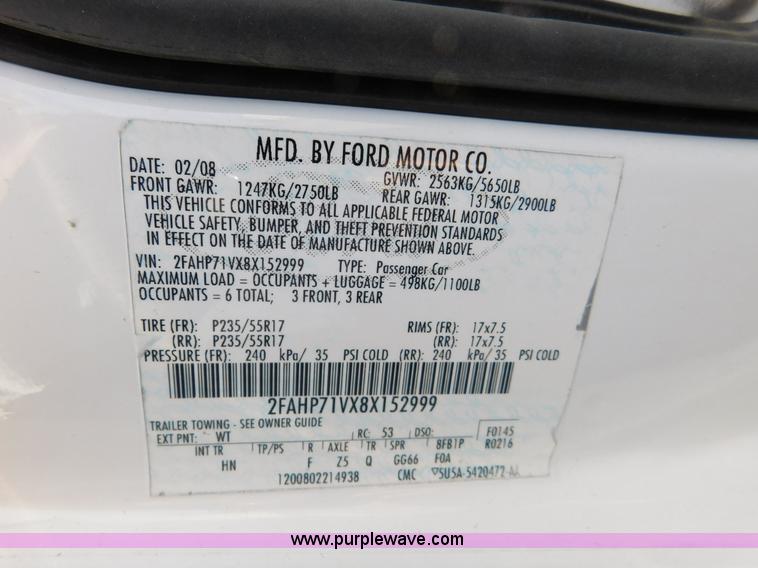 MFD. BY FORD MOTOR CO.
DATE: 02/08 GVWR: 2563KG/5650LB
FRONT GAWR: 1247KG/2750LB REAR GAWR: 1315KG/2900LB
THIS VEHICLE CONFORMS TO ALL APPLICABLE FEDERAL MOTOR
VEHICLE SAFETY, BUMPER, AND THEFT PREVENTION STANDARDS
IN EFFECT ON THE DATE OF MANUFACTURE SHOWN ABOVE.
VIN: 2FAHP71VX8X152999 TYPE: Passenger Car
MAXIMUM LOAD = OCCUPANTS + LUGGAGE = 498KG/1100LB
OCCUPANTS = 6 TOTAL; 3 FRONT, 3 REAR
TIRE (FR): P235/55R17 RIMS (FR): 17x7.5
(RR): P235/55R17 (RR): 17x7.5
PRESSURE (FR): 240 kPa/ 35 PSI COLD (RR): 240 kPa/ 35 PSI COLD
2FAHP71VX8X152999
TRAILER TOWING - SEE OWNER GUIDE
EXT PNT: WT RC: 53 DSO: F0145
INT TR TP/PS R AXLE TR SPR 8FB1P R0216
HN F Z5 Q GG66 F0A
1200802214938 CMC 5U5A-5420472-
www.purplewave.com